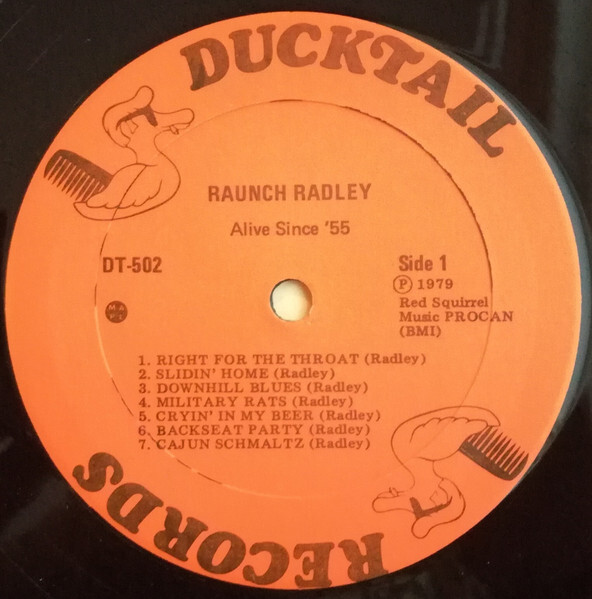 DUCKTAIL
RAUNCH RADLEY
Alive Since '55
DT-502
Side 1
Ⓟ 1979
Red Squirrel
Music PROCAN
(BMI)
1. RIGHT FOR THE THROAT (Radley)
2. SLIDIN' HOME (Radley)
3. DOWNHILL BLUES (Radley)
4. MILITARY RATS (Radley)
5. CRYIN' IN MY BEER (Radley)
6. BACKSEAT PARTY (Radley)
7. CAJUN SCHMALTZ (Radley)
RECORDS